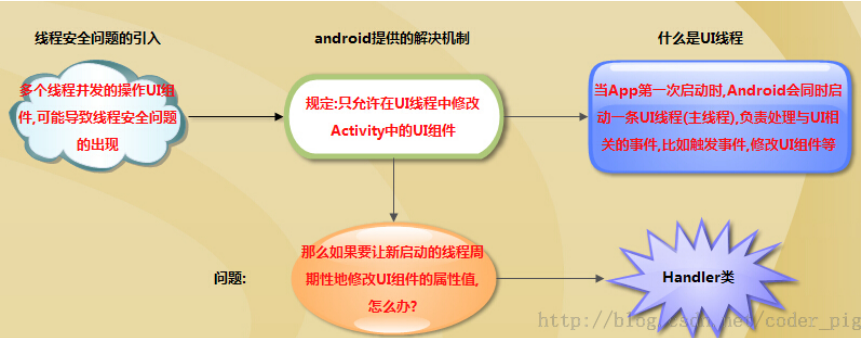 线程安全问题的引入
android提供的解决机制
什么是UI线程
多个线程并发的操作UI组
件,可能导致线程安全问题
的出现
规定:只允许在UI线程中修改
Activity中的UI组件
当App第一次启动时,Android会同时启
动一条UI线程(主线程),负责处理与UI相
关的事件,比如触发事件,修改UI组件等
问题:
那么如果要让新启动的线程周
期性地修改UI组件的属性值,
怎么办?
Handler类
http://blog.csdn.net/coder_pig